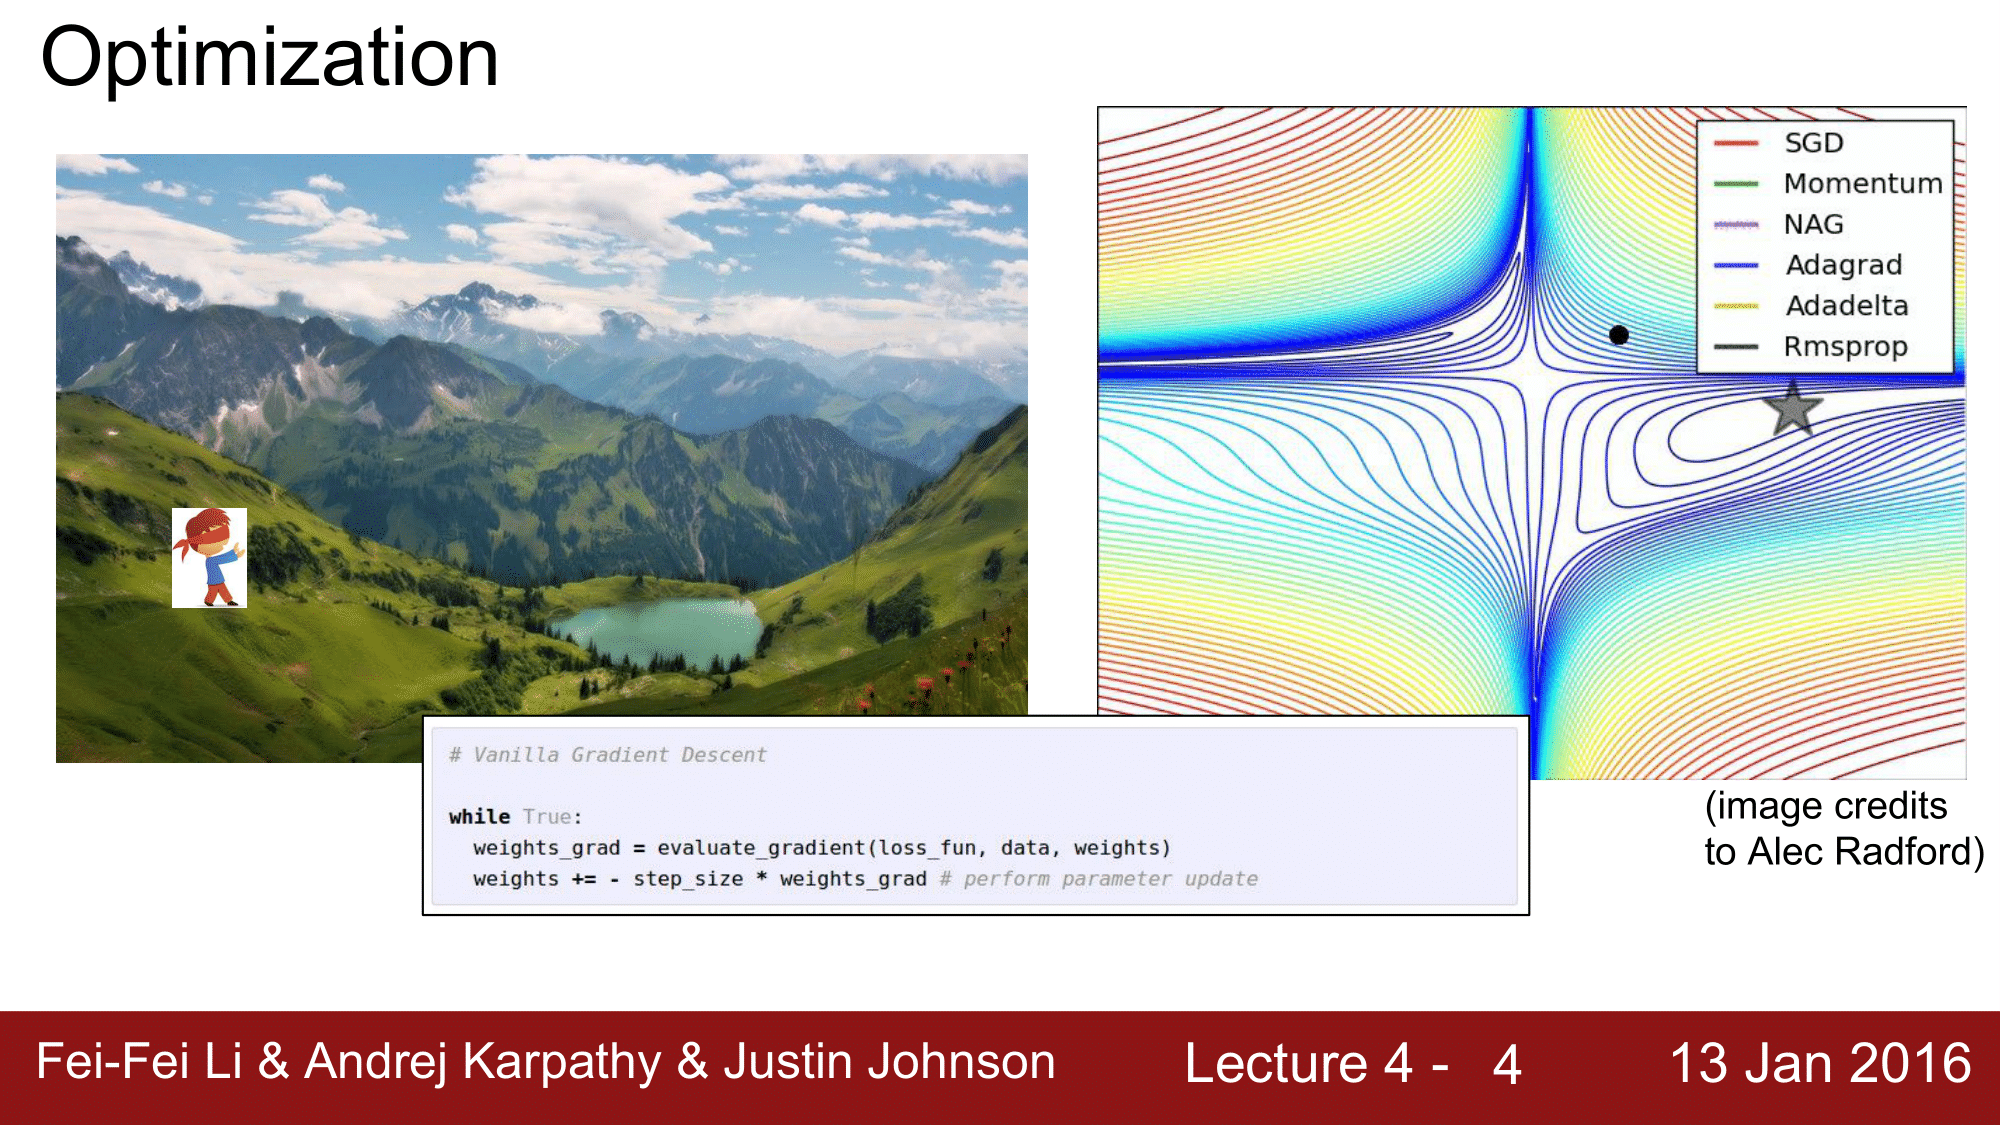 Optimization
SGD
Momentum
NAG
Adagrad
Adadelta
Rmsprop
# Vanilla Gradient Descent
while True:
  weights_grad = evaluate_gradient(loss_fun, data, weights)
  weights += - step_size * weights_grad # perform parameter update
(image credits
to Alec Radford)
Fei-Fei Li & Andrej Karpathy & Justin Johnson
Lecture 4 - 4
13 Jan 2016